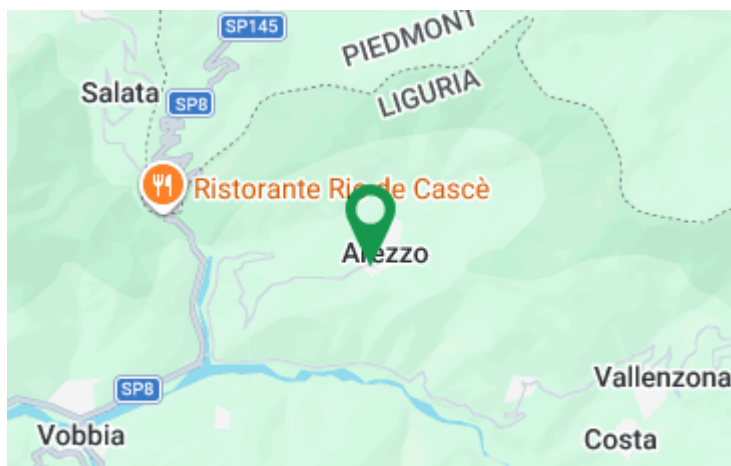 SP145
PIEDMONT
LIGURIA
Salata
SP8
Ristorante Rio de Cascè
Arezzo
SP8
Vallenzona
Vobbia
Costa